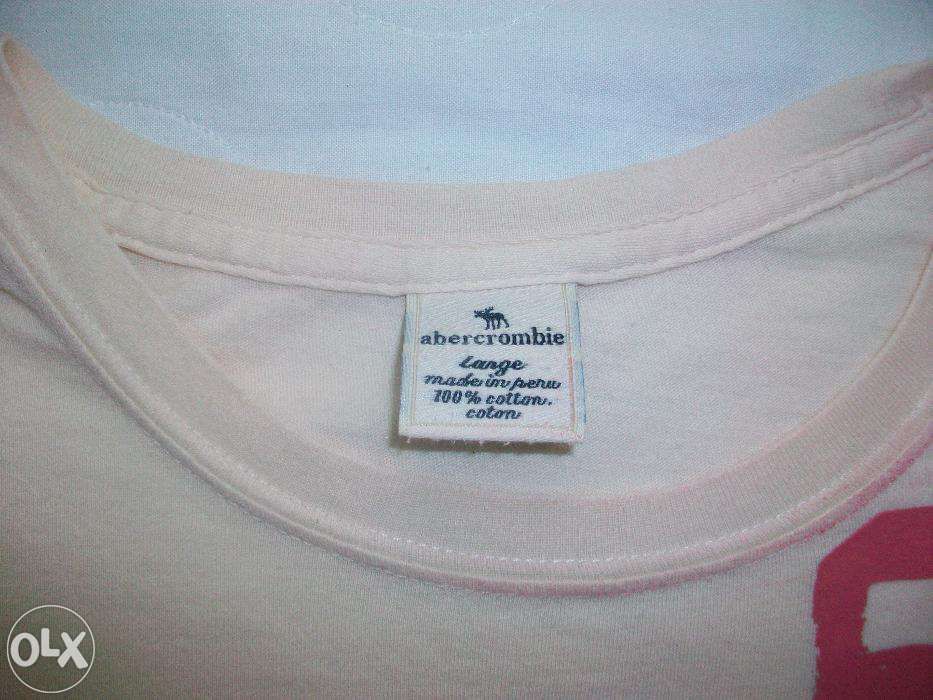 abercrombie
Large
made in peru
100% cotton.
coton
OLX